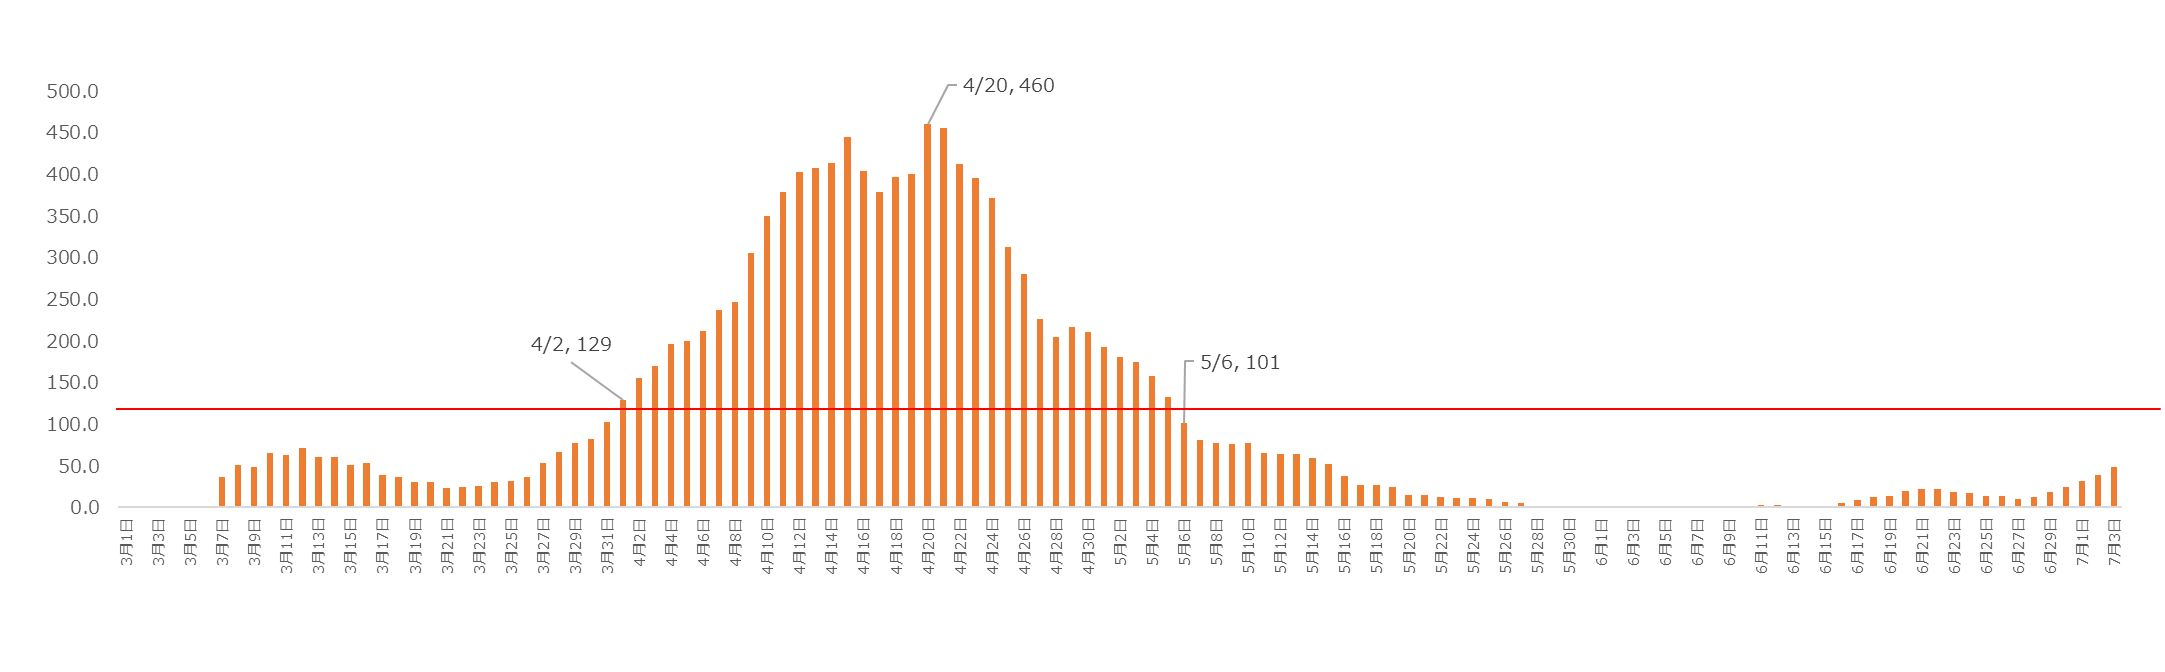 4/20, 460
500.0
450.0
400.0
350.0
300.0
250.0
200.0
150.0
100.0
50.0
0.0
4/2, 129
5/6, 101
3月1日
3月3日
3月5日
3月7日
3月9日
3月11日
3月13日
3月15日
3月17日
3月19日
3月21日
3月23日
3月25日
3月27日
3月29日
3月31日
4月2日
4月4日
4月6日
4月8日
4月10日
4月12日
4月14日
4月16日
4月18日
4月20日
4月22日
4月24日
4月26日
4月28日
4月30日
5月2日
5月4日
5月6日
5月8日
5月10日
5月12日
5月14日
5月16日
5月18日
5月20日
5月22日
5月24日
5月26日
5月28日
5月30日
6月1日
6月3日
6月5日
6月7日
6月9日
6月11日
6月13日
6月15日
6月17日
6月19日
6月21日
6月23日
6月25日
6月27日
6月29日
7月1日
7月3日